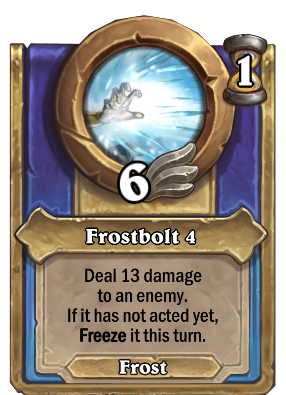 1
6
Frostbolt 4
Deal 13 damage
to an enemy.
If it has not acted yet,
Freeze it this turn.
Frost